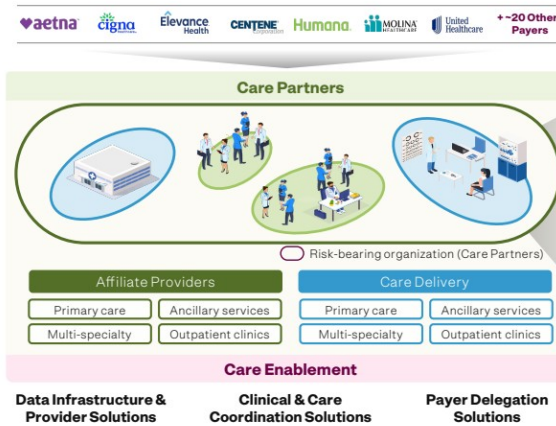 aetna
cigna
healthcare
Elevance
Health
CENTENE
Corporation
Humana
MOLINA
HEALTHCARE
United
Healthcare
+ ~20 Other
Payers
Care Partners
Risk-bearing organization (Care Partners)
Affiliate Providers
Care Delivery
Primary care
Ancillary services
Primary care
Ancillary services
Multi-specialty
Outpatient clinics
Multi-specialty
Outpatient clinics
Care Enablement
Data Infrastructure &
Provider Solutions
Clinical & Care
Coordination Solutions
Payer Delegation
Solutions